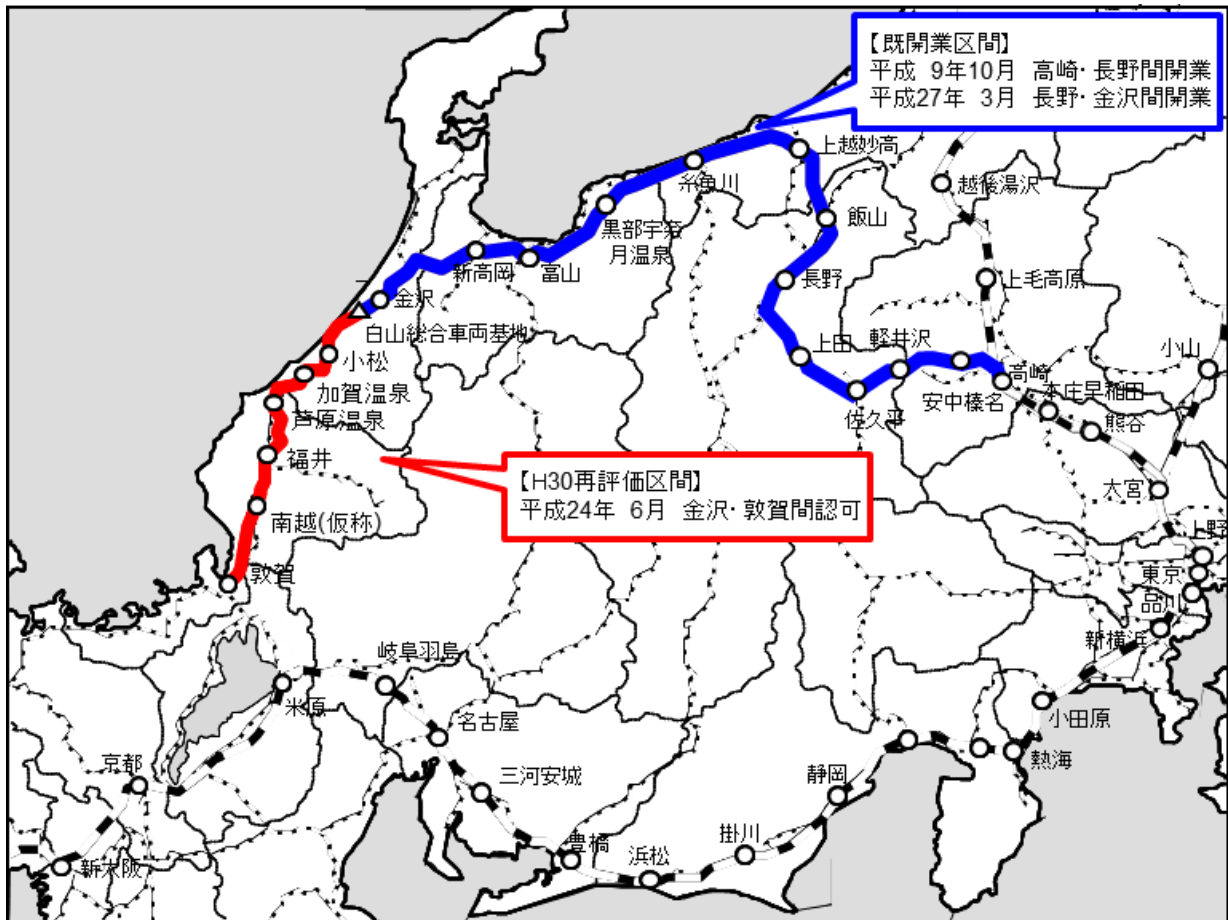 【既開業区間】
平成 9年10月 高崎・長野間開業
平成27年 3月 長野・金沢間開業
上越妙高
糸魚川
越後湯沢
飯山
黒部宇奈
月温泉
新高岡
富山
長野
上毛高原
金沢
白山総合車両基地
小松
上田
軽井沢
小山
加賀温泉
高崎
安中榛名
本庄早稲田
佐久平
芦原温泉
熊谷
福井
【H30再評価区間】
平成24年 6月 金沢・敦賀間認可
大宮
南越(仮称)
上野
敦賀
東京
品川
新横浜
岐阜羽島
米原
小田原
名古屋
熱海
京都
三河安城
静岡
掛川
豊橋
浜松
新大阪